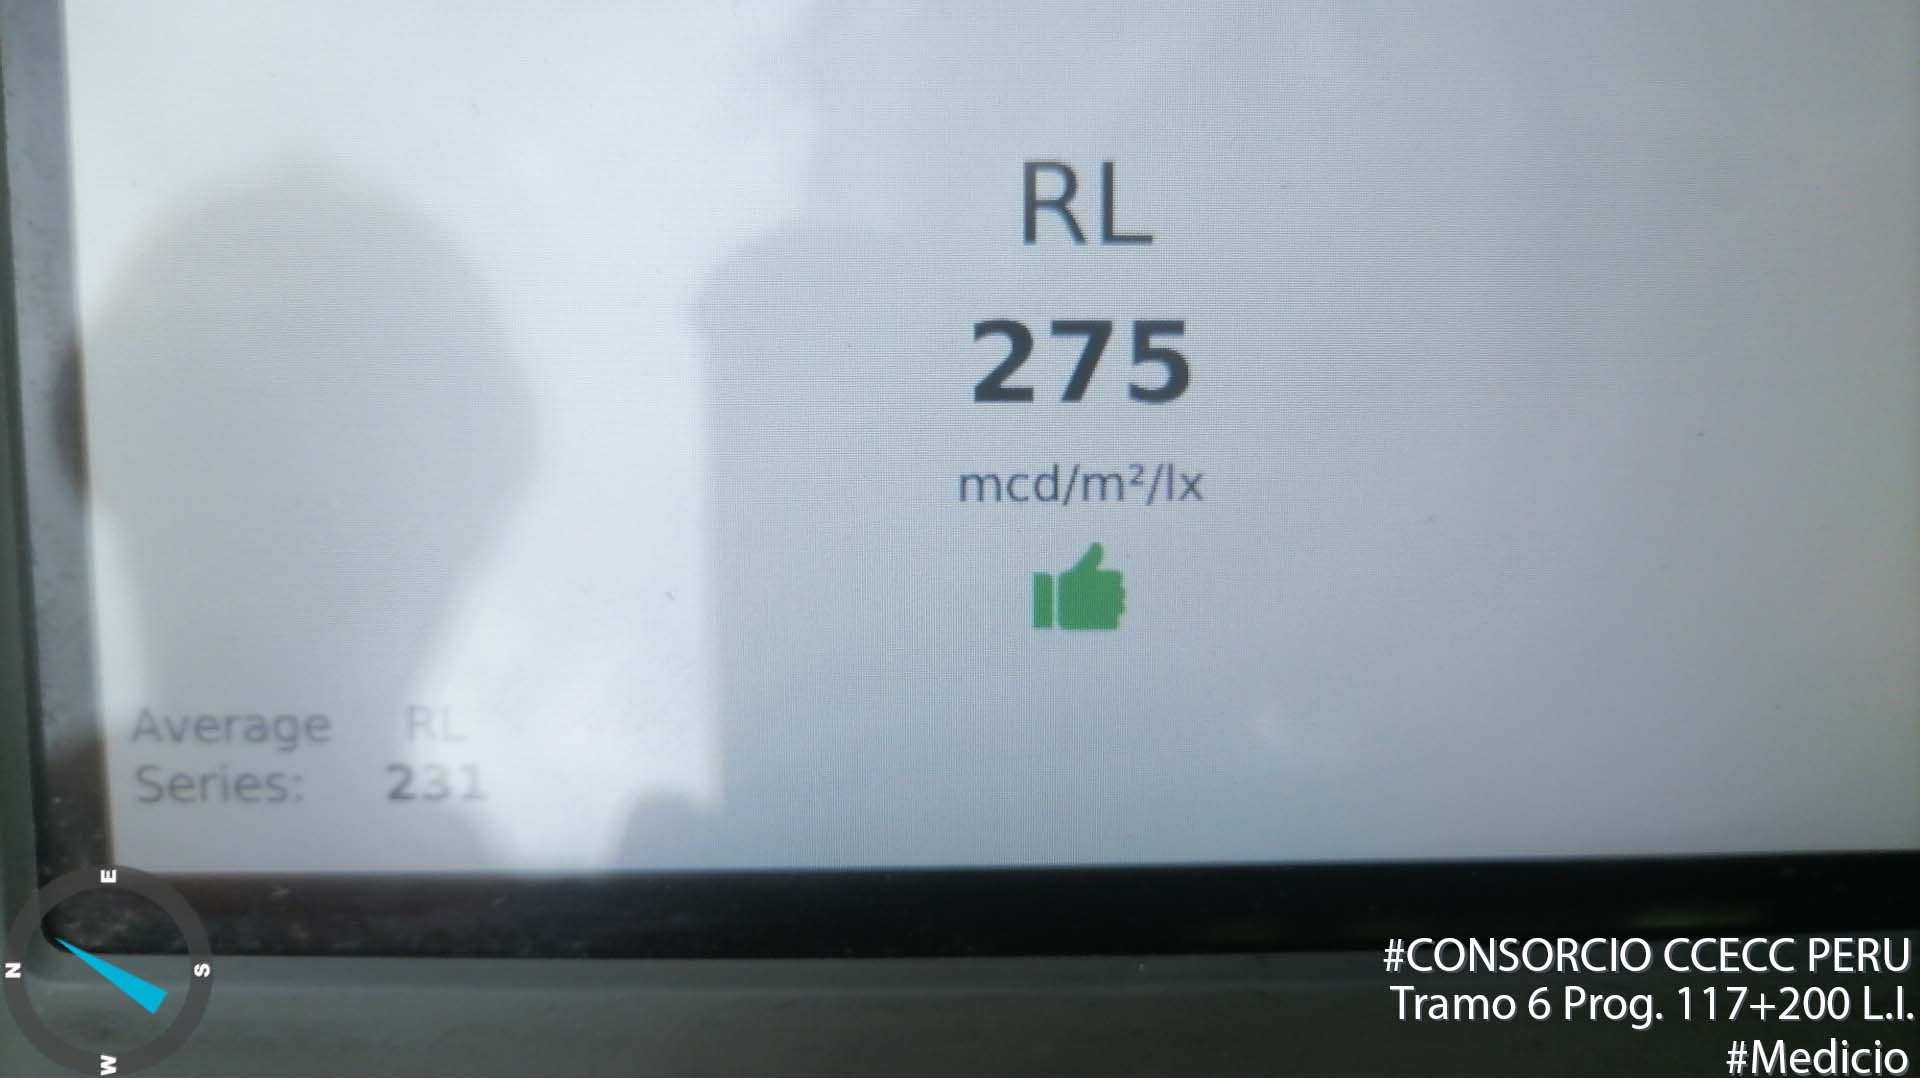 RL
275
mcd/m²/lx
Average RL
Series: 231
E
N S
W
#CONSORCIO CCECC PERU
Tramo 6 Prog. 117+200 L.I.
#Medicio